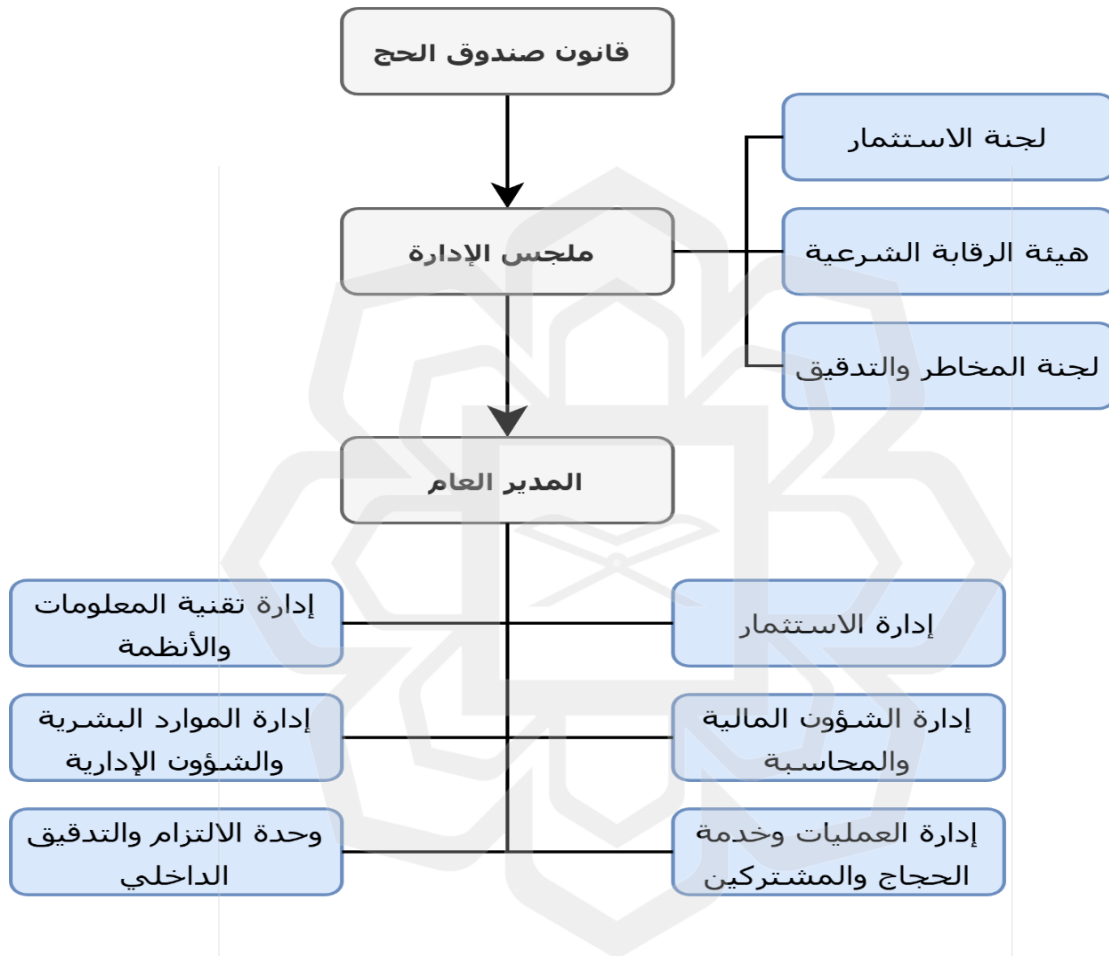 قانون صندوق الحج
لجنة الاستثمار
ملجس الإدارة
هيئة الرقابة الشرعية
لجنة المخاطر والتدقيق
المدير العام
إدارة الاستثمار
إدارة تقنية المعلومات
والأنظمة
إدارة الشؤون المالية
والمحاسبة
إدارة الموارد البشرية
والشؤون الإدارية
إدارة العمليات وخدمة
الحجاج والمشتركين
وحدة الالتزام والتدقيق
الداخلي